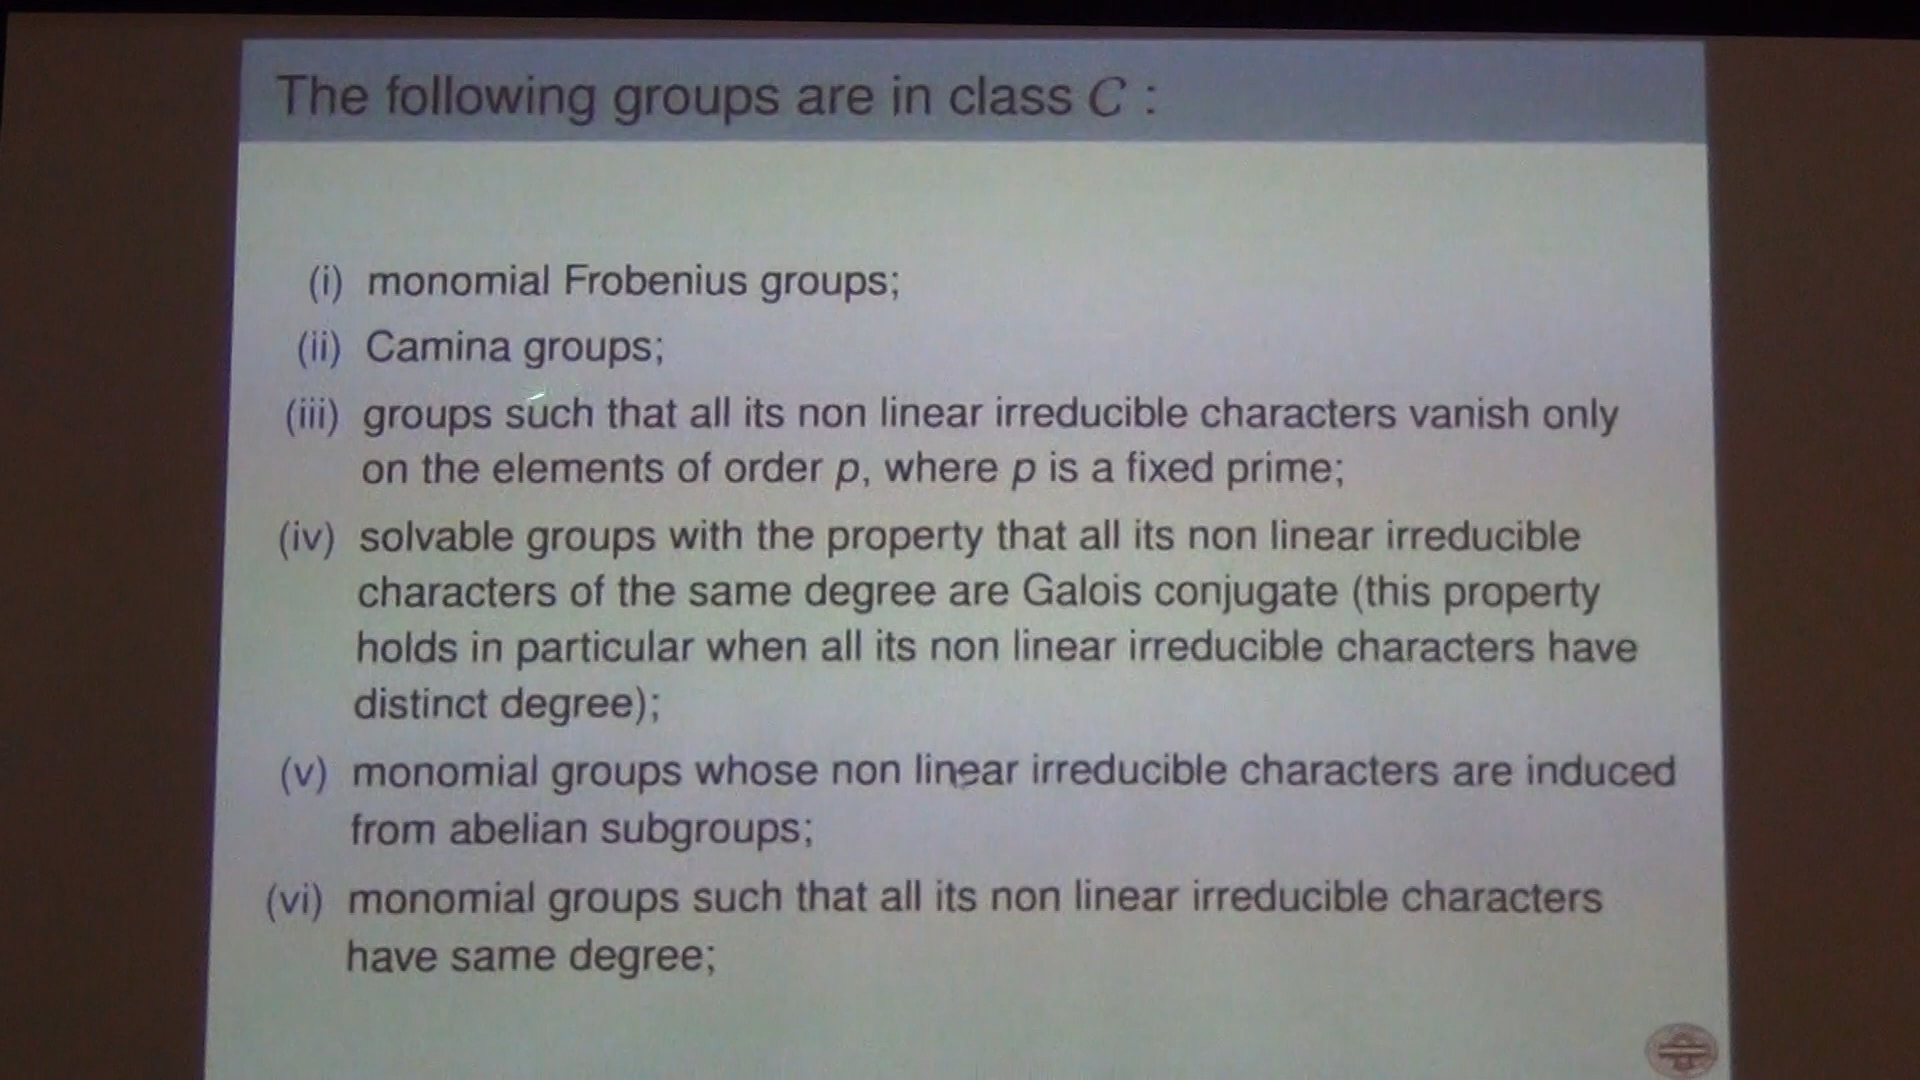 The following groups are in class C :
(i) monomial Frobenius groups;
(ii) Camina groups;
(iii) groups such that all its non linear irreducible characters vanish only
on the elements of order p, where p is a fixed prime;
(iv) solvable groups with the property that all its non linear irreducible
characters of the same degree are Galois conjugate (this property
holds in particular when all its non linear irreducible characters have
distinct degree);
(v) monomial groups whose non linear irreducible characters are induced
from abelian subgroups;
(vi) monomial groups such that all its non linear irreducible characters
have same degree;